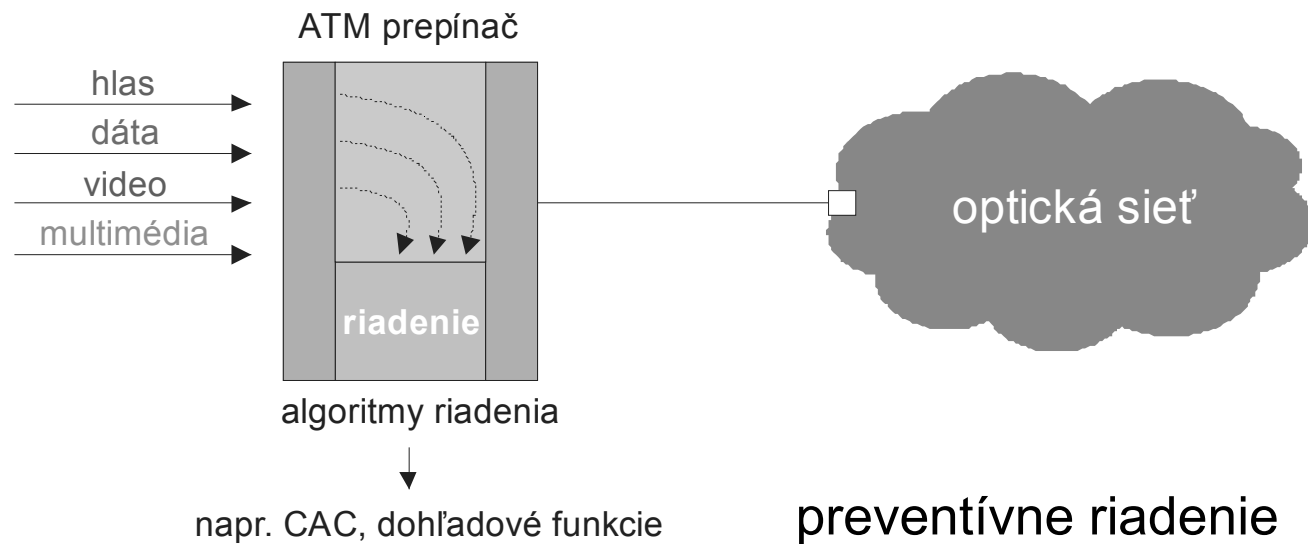 ATM prepínač
hlas
dáta
video
multimédia
optická sieť
riadenie
algoritmy riadenia
napr. CAC, dohľadové funkcie
preventívne riadenie